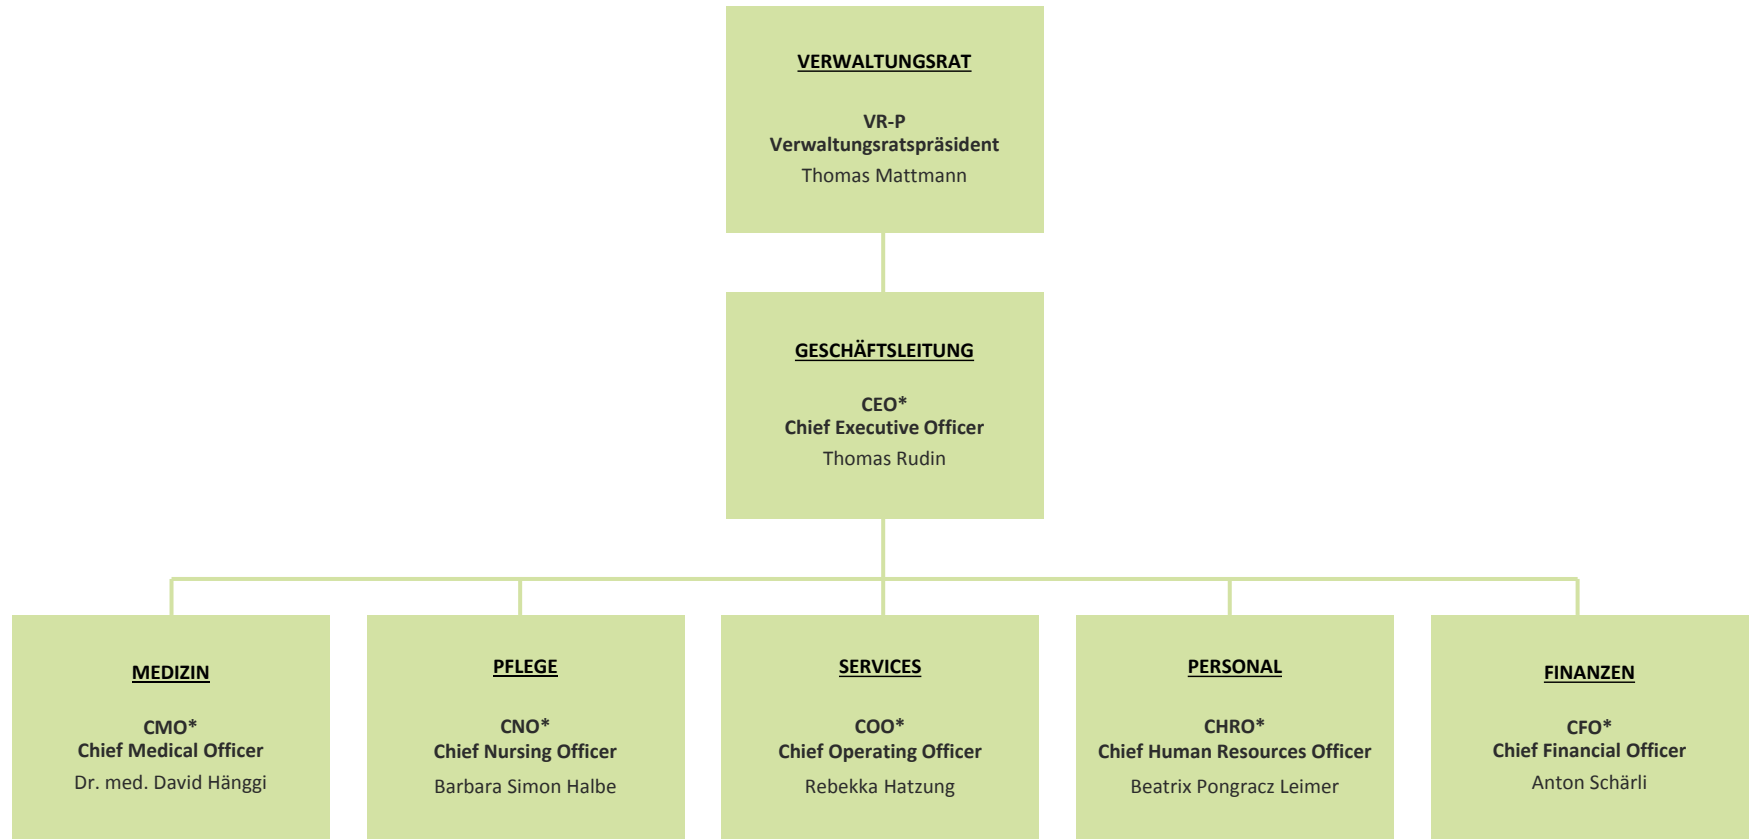 VERWALTUNGSRAT
VR-P
Verwaltungsratspräsident
Thomas Mattmann
GESCHÄFTSLEITUNG
CEO*
Chief Executive Officer
Thomas Rudin
MEDIZIN
CMO*
Chief Medical Officer
Dr. med. David Hänggi
PFLEGE
CNO*
Chief Nursing Officer
Barbara Simon Halbe
SERVICES
COO*
Chief Operating Officer
Rebekka Hatzung
PERSONAL
CHRO*
Chief Human Resources Officer
Beatrix Pongracz Leimer
FINANZEN
CFO*
Chief Financial Officer
Anton Schärli